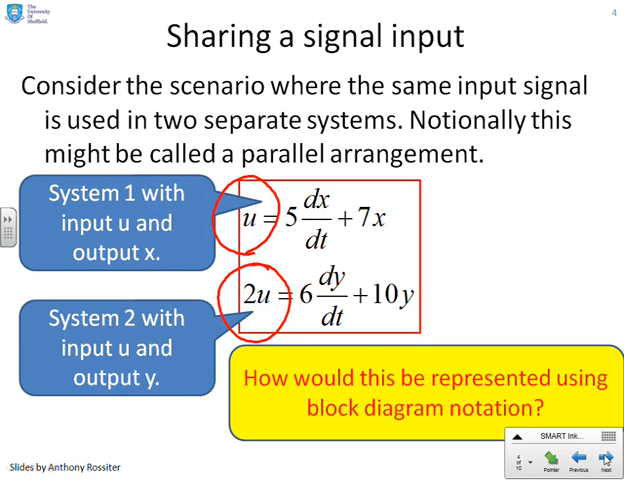 The
University
Of
Sheffield.
4
Sharing a signal input
Consider the scenario where the same input signal
is used in two separate systems. Notionally this
might be called a parallel arrangement.
System 1 with
input u and
output x.
u = 5 dx/dt + 7x
2u = 6 dy/dt + 10y
System 2 with
input u and
output y.
How would this be represented using
block diagram notation?
SMART Ink...
4
of
10
Pointer
Previous
Next
Slides by Anthony Rossiter